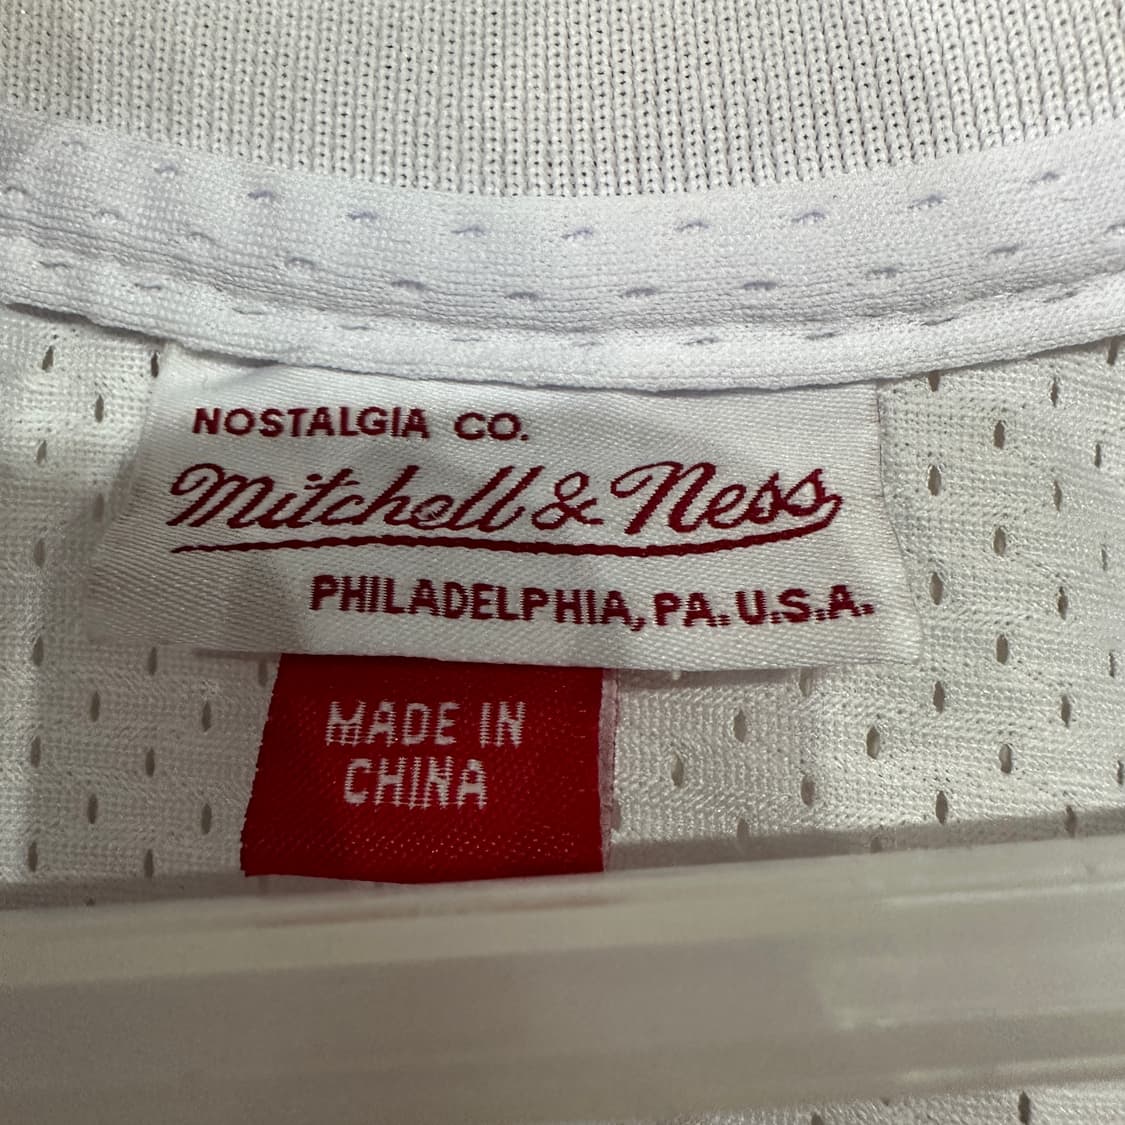 NOSTALGIA CO.
Mitchell & Ness
PHILADELPHIA, PA. U.S.A.
MADE IN
CHINA